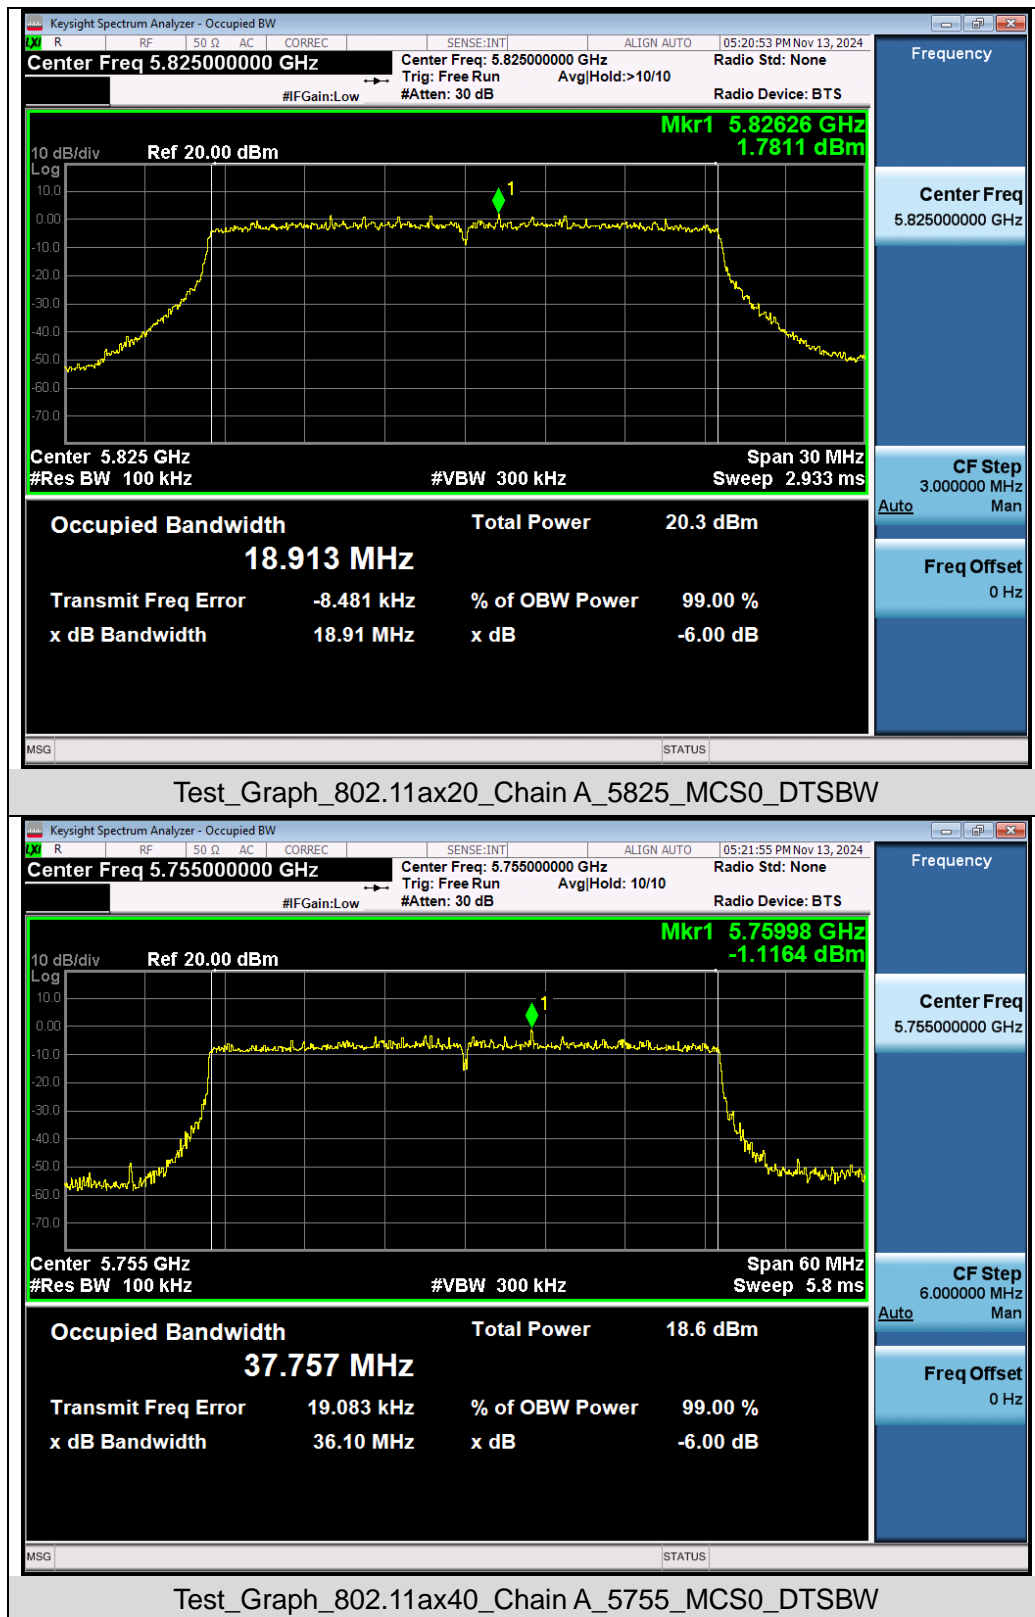 Keysight Spectrum Analyzer - Occupied BW
LXI R RF 50 Ω AC CORREC SENSE:INT ALIGN AUTO 05:20:53 PM Nov 13, 2024
Center Freq 5.825000000 GHz
Center Freq: 5.825000000 GHz
Radio Std: None
Trig: Free Run Avg|Hold:>10/10
#IFGain:Low #Atten: 30 dB Radio Device: BTS
Frequency
Mkr1 5.82626 GHz
1.7811 dBm
10 dB/div Ref 20.00 dBm
Log
10.0
0.00
-10.0
-20.0
-30.0
-40.0
-50.0
-60.0
-70.0
1
Center 5.825 GHz Span 30 MHz
#Res BW 100 kHz #VBW 300 kHz Sweep 2.933 ms
Center Freq
5.825000000 GHz
CF Step
3.000000 MHz
Auto Man
Freq Offset
0 Hz
Occupied Bandwidth Total Power 20.3 dBm
18.913 MHz
Transmit Freq Error -8.481 kHz % of OBW Power 99.00 %
x dB Bandwidth 18.91 MHz x dB -6.00 dB
MSG STATUS
Test_Graph_802.11ax20_Chain A_5825_MCS0_DTSBW
Keysight Spectrum Analyzer - Occupied BW
LXI R RF 50 Ω AC CORREC SENSE:INT ALIGN AUTO 05:21:55 PM Nov 13, 2024
Center Freq 5.755000000 GHz
Center Freq: 5.755000000 GHz
Radio Std: None
Trig: Free Run Avg|Hold: 10/10
#IFGain:Low #Atten: 30 dB Radio Device: BTS
Frequency
Mkr1 5.75998 GHz
-1.1164 dBm
10 dB/div Ref 20.00 dBm
Log
10.0
0.00
-10.0
-20.0
-30.0
-40.0
-50.0
-60.0
-70.0
1
Center 5.755 GHz Span 60 MHz
#Res BW 100 kHz #VBW 300 kHz Sweep 5.8 ms
Center Freq
5.755000000 GHz
CF Step
6.000000 MHz
Auto Man
Freq Offset
0 Hz
Occupied Bandwidth Total Power 18.6 dBm
37.757 MHz
Transmit Freq Error 19.083 kHz % of OBW Power 99.00 %
x dB Bandwidth 36.10 MHz x dB -6.00 dB
MSG STATUS
Test_Graph_802.11ax40_Chain A_5755_MCS0_DTSBW